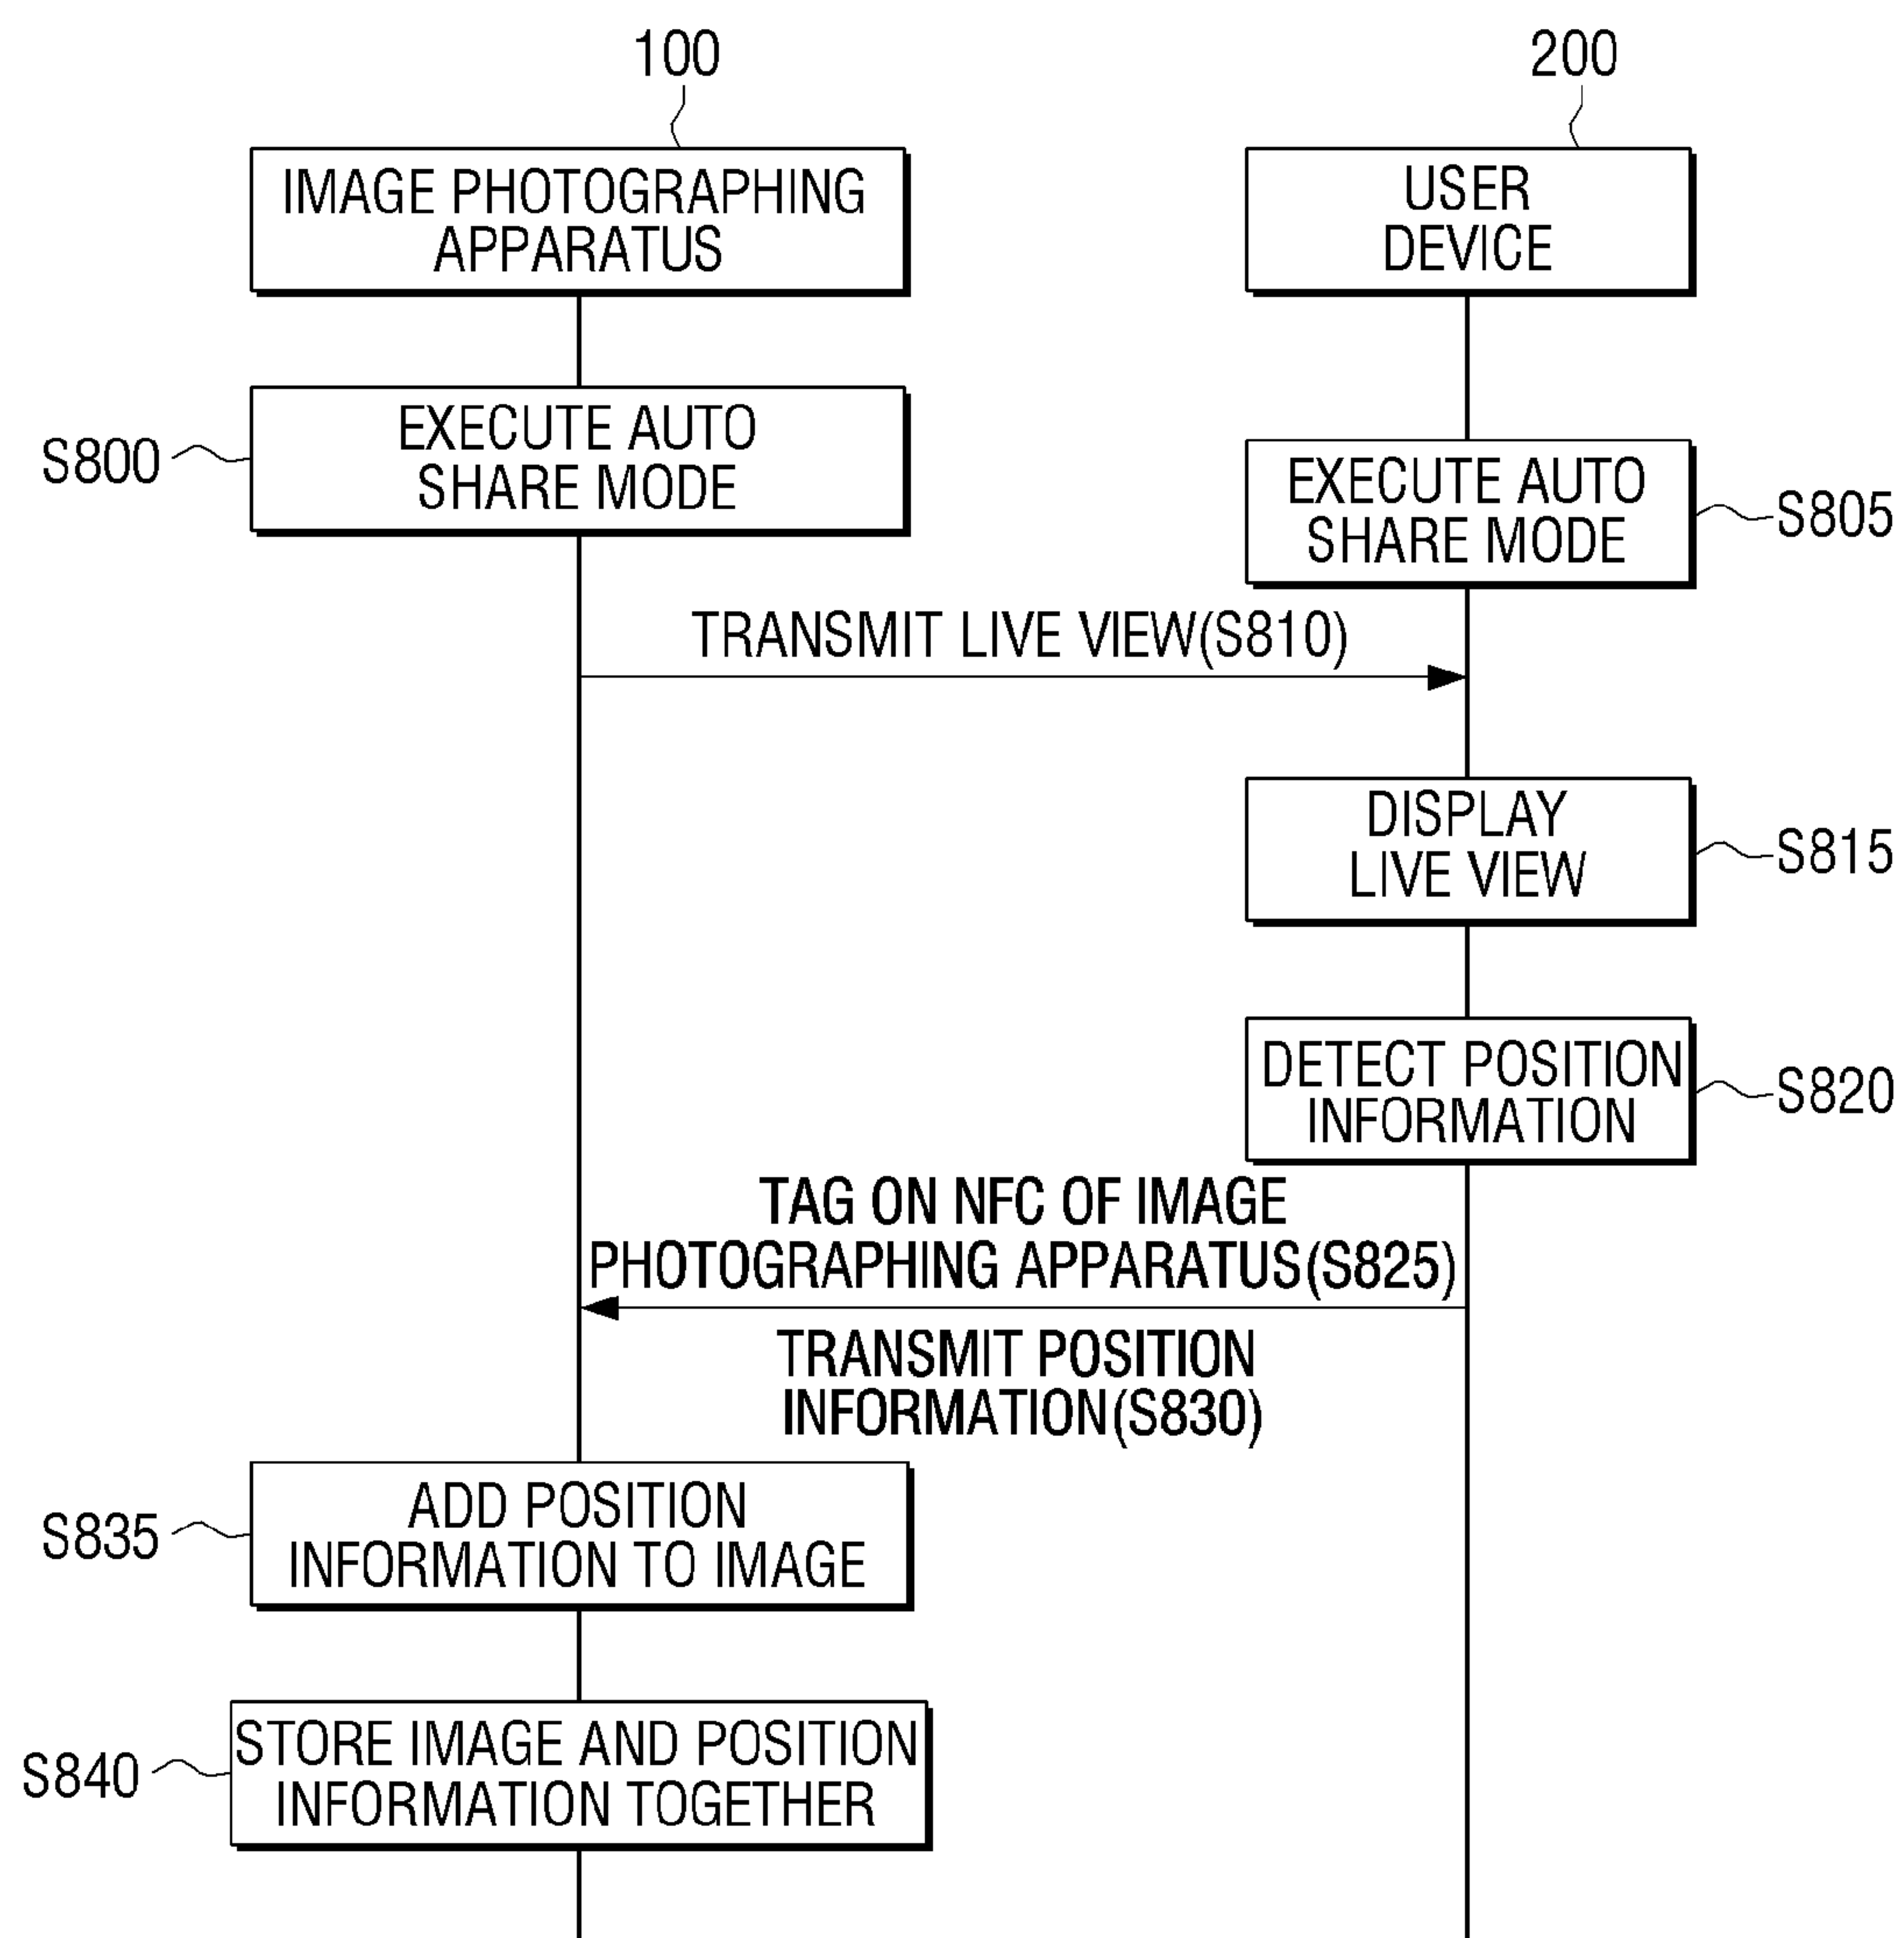 100
200
IMAGE PHOTOGRAPHING
APPARATUS
USER
DEVICE
S800
EXECUTE AUTO
SHARE MODE
EXECUTE AUTO
SHARE MODE
S805
TRANSMIT LIVE VIEW(S810)
DISPLAY
LIVE VIEW
S815
DETECT POSITION
INFORMATION
S820
TAG ON NFC OF IMAGE
PHOTOGRAPHING APPARATUS(S825)
TRANSMIT POSITION
INFORMATION(S830)
S835
ADD POSITION
INFORMATION TO IMAGE
S840
STORE IMAGE AND POSITION
INFORMATION TOGETHER